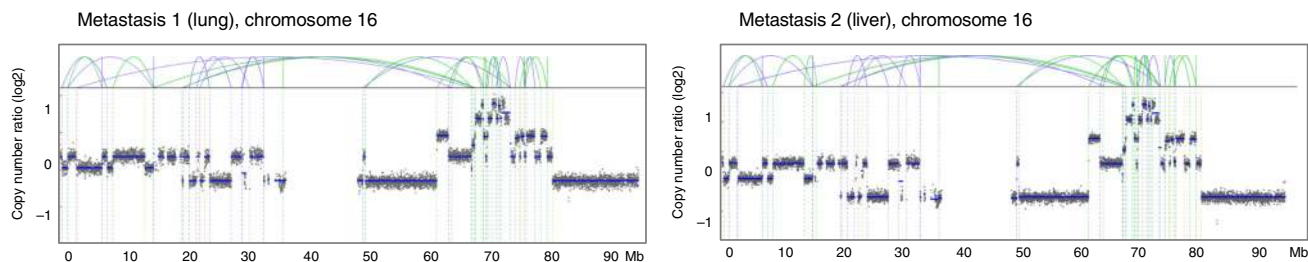 Metastasis 1 (lung), chromosome 16
Copy number ratio (log2)
1
0
−1
0 10 20 30 40 50 60 70 80 90 Mb
Metastasis 2 (liver), chromosome 16
Copy number ratio (log2)
1
0
−1
0 10 20 30 40 50 60 70 80 90 Mb